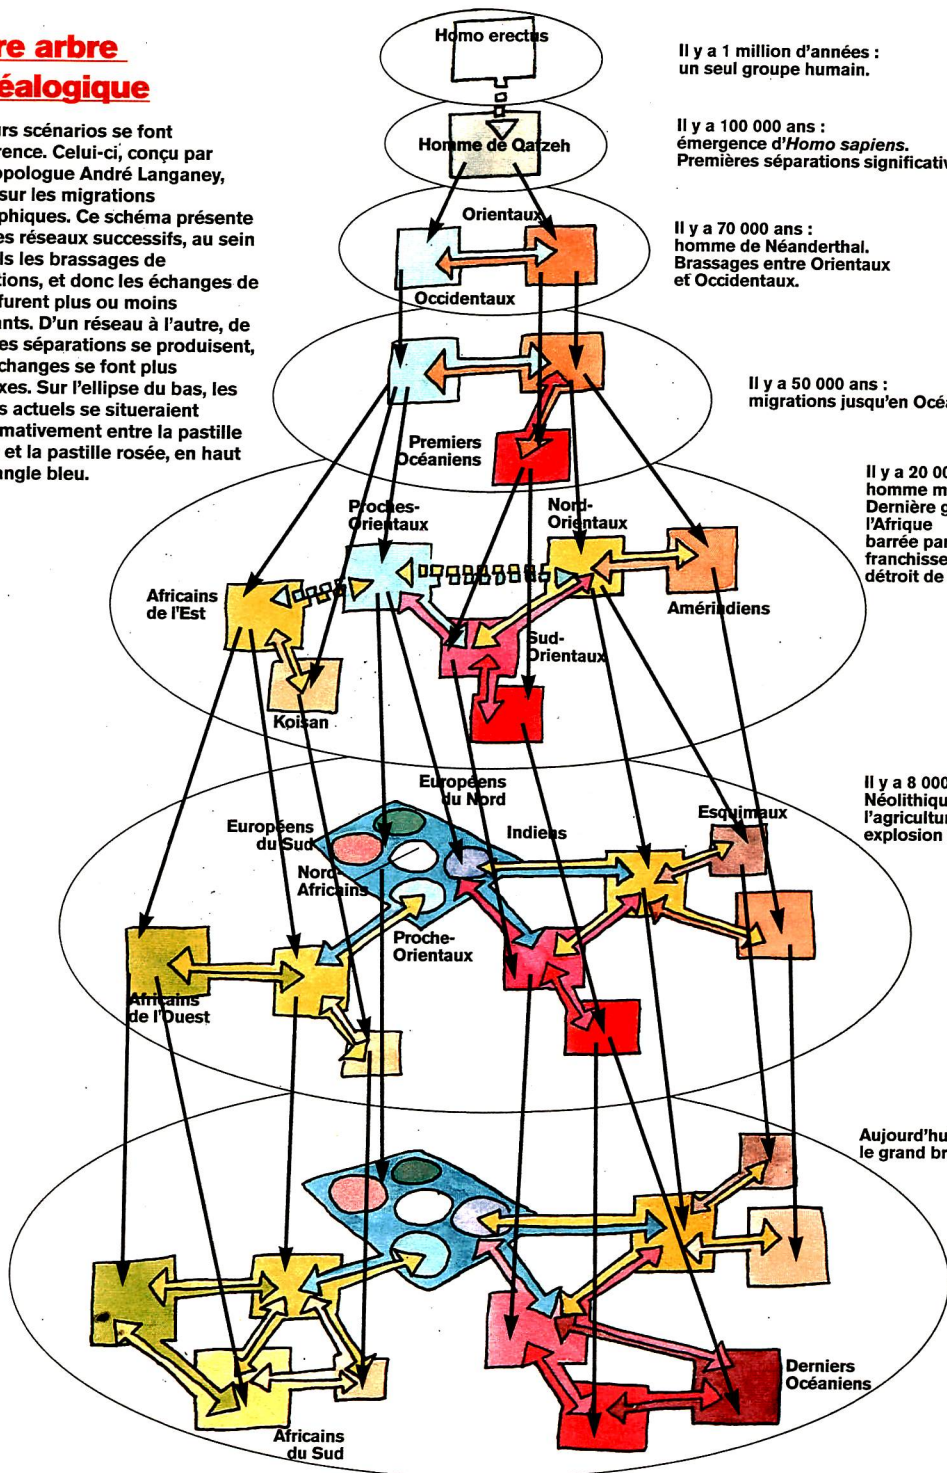 re arbre
éalogique
rs scénarios se font
rence. Celui-ci, conçu par
opologue André Langaney,
sur les migrations
phiques. Ce schéma présente
es réseaux successifs, au sein
ls les brassages de
tions, et donc les échanges de
furent plus ou moins
ants. D'un réseau à l'autre, de
es séparations se produisent,
changes se font plus
xes. Sur l'ellipse du bas, les
s actuels se situeraient
mativement entre la pastille
et la pastille rosée, en haut
angle bleu.
Homo erectus
Il y a 1 million d'années :
un seul groupe humain.
Homme de Qafzeh
Il y a 100 000 ans :
émergence d'Homo sapiens.
Premières séparations significativ
Orientaux
Occidentaux
Il y a 70 000 ans :
homme de Néanderthal.
Brassages entre Orientaux
et Occidentaux.
Premiers
Océaniens
Il y a 50 000 ans :
migrations jusqu'en Océa
Proches-
Orientaux
Nord-
Orientaux
Africains
de l'Est
Amérindiens
Sud-
Orientaux
Koisan
Il y a 20 00
homme m
Dernière g
l'Afrique
barrée par
franchisse
détroit de
Européens
du Nord
Européens
du Sud
Indiens
Esquimaux
Nord-
Africains
Proche-
Orientaux
Africains
de l'Ouest
Il y a 8 000
Néolithiqu
l'agricultur
explosion
Aujourd'hu
le grand br
Derniers
Océaniens
Africains
du Sud